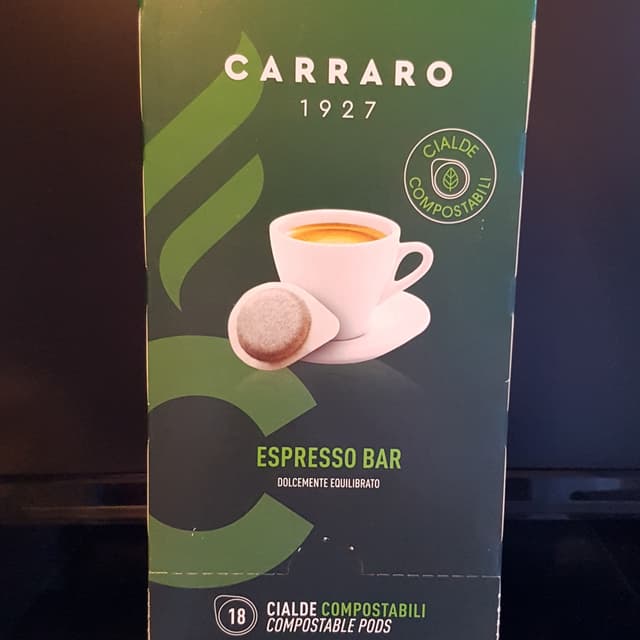 CARRARO
1927
CIALDE
COMPOSTABILI
ESPRESSO BAR
DOLCEMENTE EQUILIBRATO
18
CIALDE COMPOSTABILI
COMPOSTABLE PODS